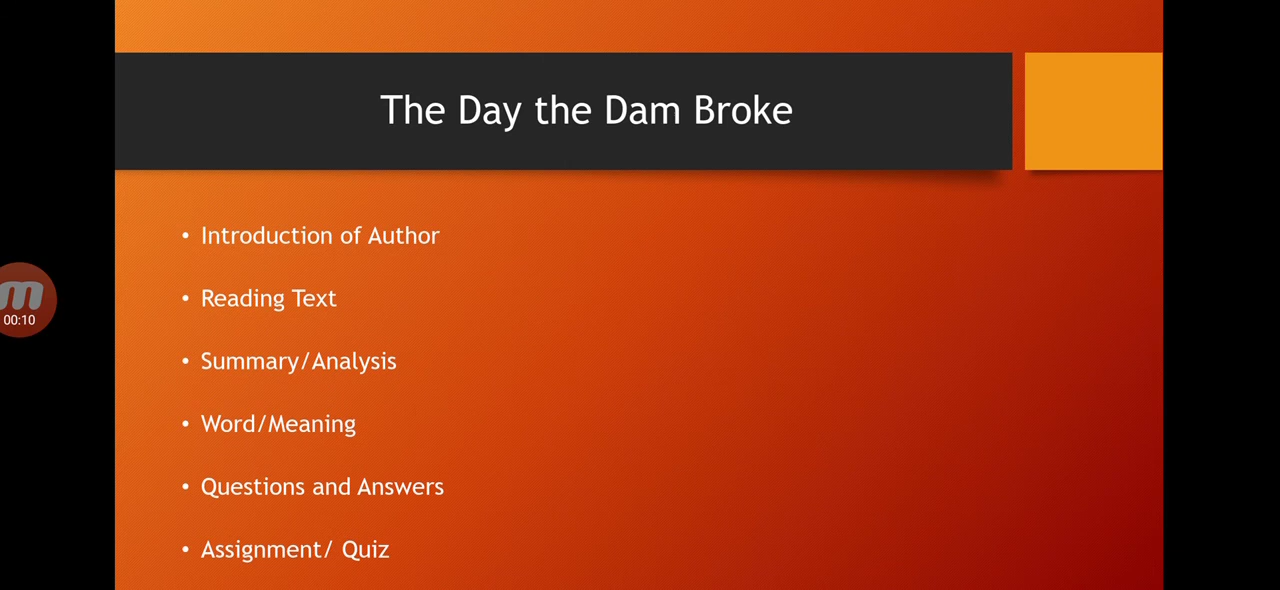 The Day the Dam Broke
• Introduction of Author
• Reading Text
• Summary/Analysis
m
00:10
• Word/Meaning
• Questions and Answers
• Assignment/ Quiz